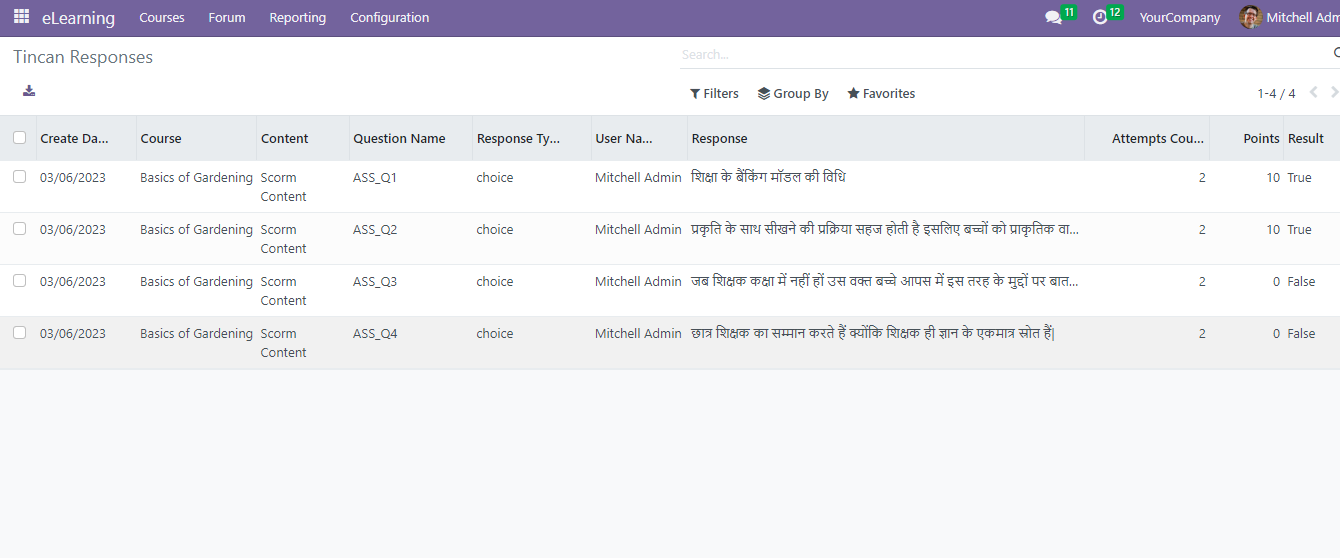 eLearning Courses Forum Reporting Configuration 11 12 YourCompany Mitchell Adm
Tincan Responses Search...
Filters Group By Favorites 1-4 / 4
Create Da... Course Content Question Name Response Ty... User Na... Response Attempts Cou... Points Result
03/06/2023 Basics of Gardening Scorm Content ASS_Q1 choice Mitchell Admin शिक्षा के बैंकिंग मॉडल की विधि 2 10 True
03/06/2023 Basics of Gardening Scorm Content ASS_Q2 choice Mitchell Admin प्रकृति के साथ सीखने की प्रक्रिया सहज होती है इसलिए बच्चों को प्राकृतिक वा... 2 10 True
03/06/2023 Basics of Gardening Scorm Content ASS_Q3 choice Mitchell Admin जब शिक्षक कक्षा में नहीं हों उस वक्त बच्चे आपस में इस तरह के मुद्दों पर बात... 2 0 False
03/06/2023 Basics of Gardening Scorm Content ASS_Q4 choice Mitchell Admin छात्र शिक्षक का सम्मान करते हैं क्योंकि शिक्षक ही ज्ञान के एकमात्र स्रोत हैं| 2 0 False